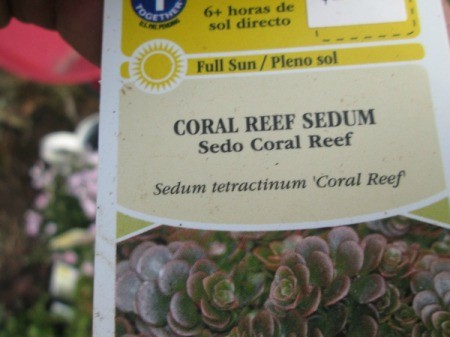 TOGETHER
6+ horas de
sol directo
Full Sun / Pleno sol
CORAL REEF SEDUM
Sedo Coral Reef
Sedum tetractinum 'Coral Reef'